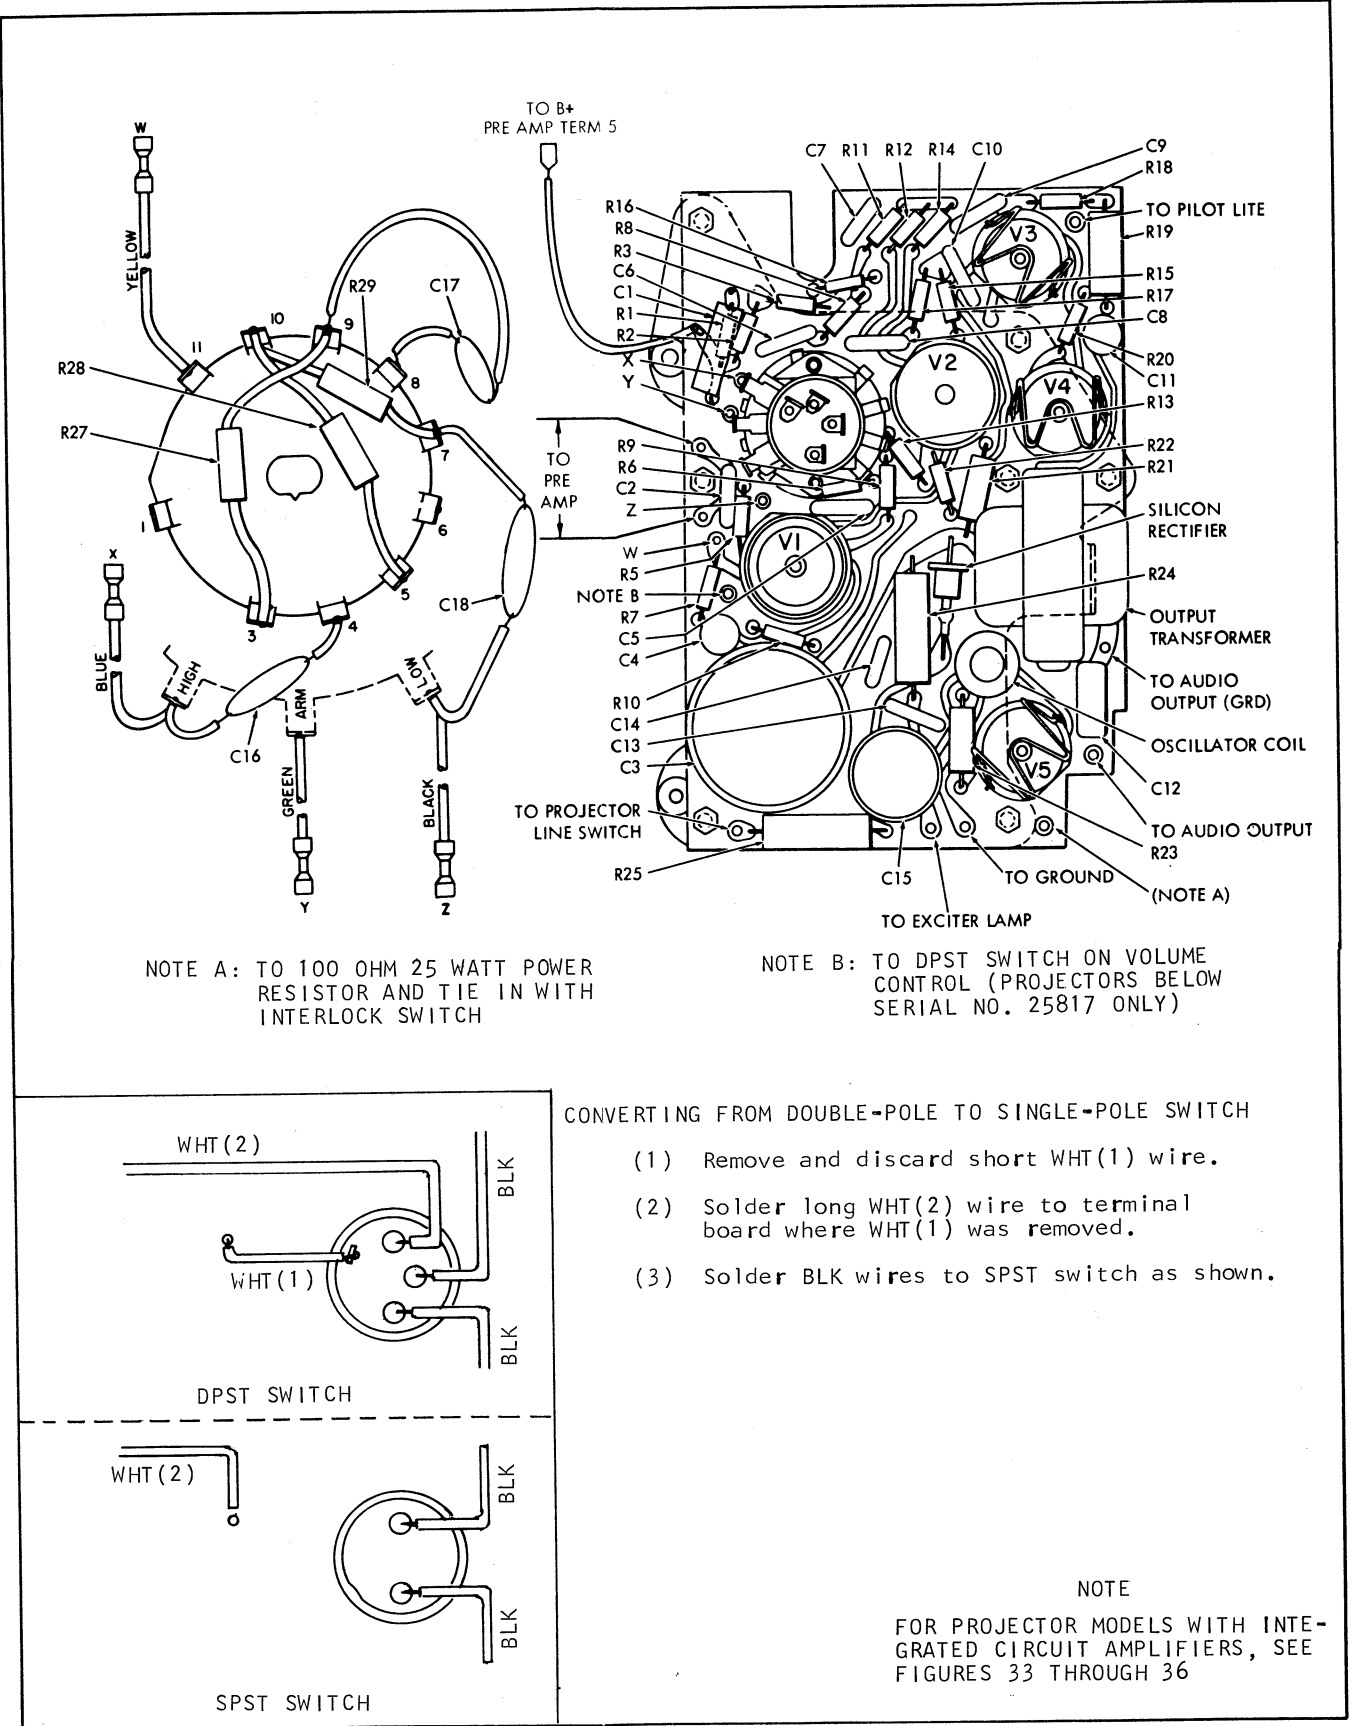 TO B+
PRE AMP TERM 5
W
YELLOW
11
10
9
8
7
6
5
4
3
1
R29
C17
R28
R27
C18
C16
X
BLUE
HIGH
ARM
LOW
GREEN
Y
BLACK
Z
C7
R11
R12
R14
C10
C9
R18
TO PILOT LITE
R19
R15
R17
C8
R20
C11
R13
R22
R21
SILICON
RECTIFIER
R24
OUTPUT
TRANSFORMER
TO AUDIO
OUTPUT (GRD)
OSCILLATOR COIL
C12
TO AUDIO OUTPUT
R23
(NOTE A)
R16
R8
R3
C6
C1
R1
R2
X
Y
TO
PRE
AMP
R9
R6
C2
Z
W
R5
NOTE B
R7
C5
C4
R10
C14
C13
C3
TO PROJECTOR
LINE SWITCH
R25
C15
TO GROUND
TO EXCITER LAMP
V3
V2
V4
V1
V5
NOTE A: TO 100 OHM 25 WATT POWER
RESISTOR AND TIE IN WITH
INTERLOCK SWITCH
NOTE B: TO DPST SWITCH ON VOLUME
CONTROL (PROJECTORS BELOW
SERIAL NO. 25817 ONLY)
WHT(2)
BLK
WHT(1)
BLK
DPST SWITCH
WHT(2)
BLK
BLK
SPST SWITCH
CONVERTING FROM DOUBLE-POLE TO SINGLE-POLE SWITCH
(1) Remove and discard short WHT(1) wire.
(2) Solder long WHT(2) wire to terminal
board where WHT(1) was removed.
(3) Solder BLK wires to SPST switch as shown.
NOTE
FOR PROJECTOR MODELS WITH INTE-
GRATED CIRCUIT AMPLIFIERS, SEE
FIGURES 33 THROUGH 36